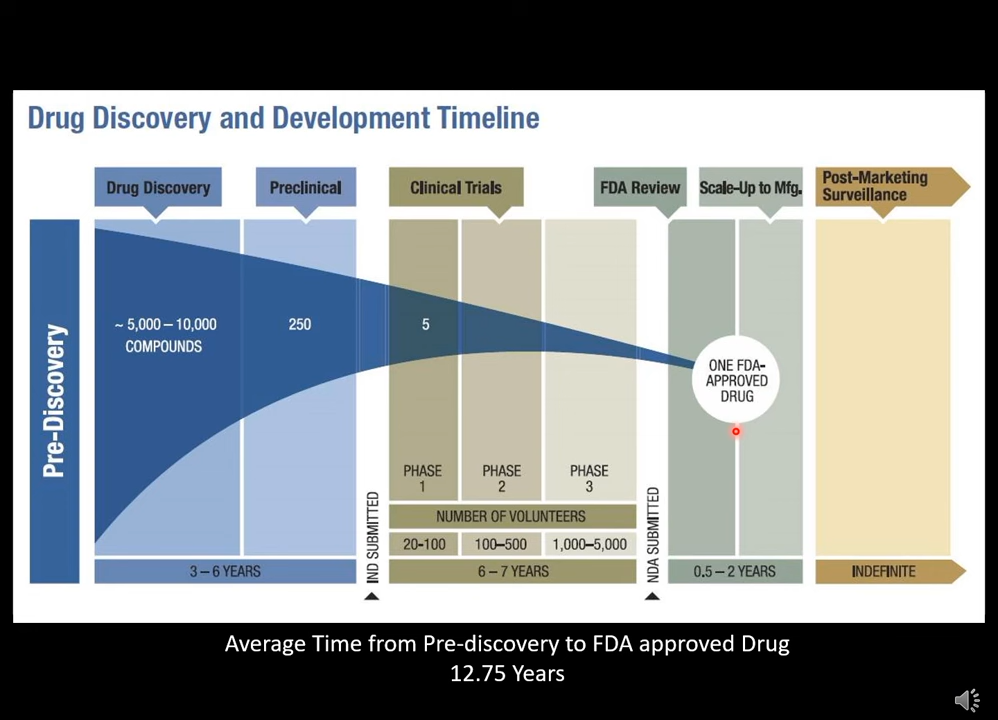 Drug Discovery and Development Timeline
Drug Discovery
Preclinical
Clinical Trials
FDA Review
Scale-Up to Mfg.
Post-Marketing
Surveillance
Pre-Discovery
~ 5,000 – 10,000
COMPOUNDS
250
5
ONE FDA-
APPROVED
DRUG
PHASE
1
PHASE
2
PHASE
3
IND SUBMITTED
NUMBER OF VOLUNTEERS
20-100
100–500
1,000–5,000
NDA SUBMITTED
3 – 6 YEARS
6 – 7 YEARS
0.5 – 2 YEARS
INDEFINITE
Average Time from Pre-discovery to FDA approved Drug
12.75 Years